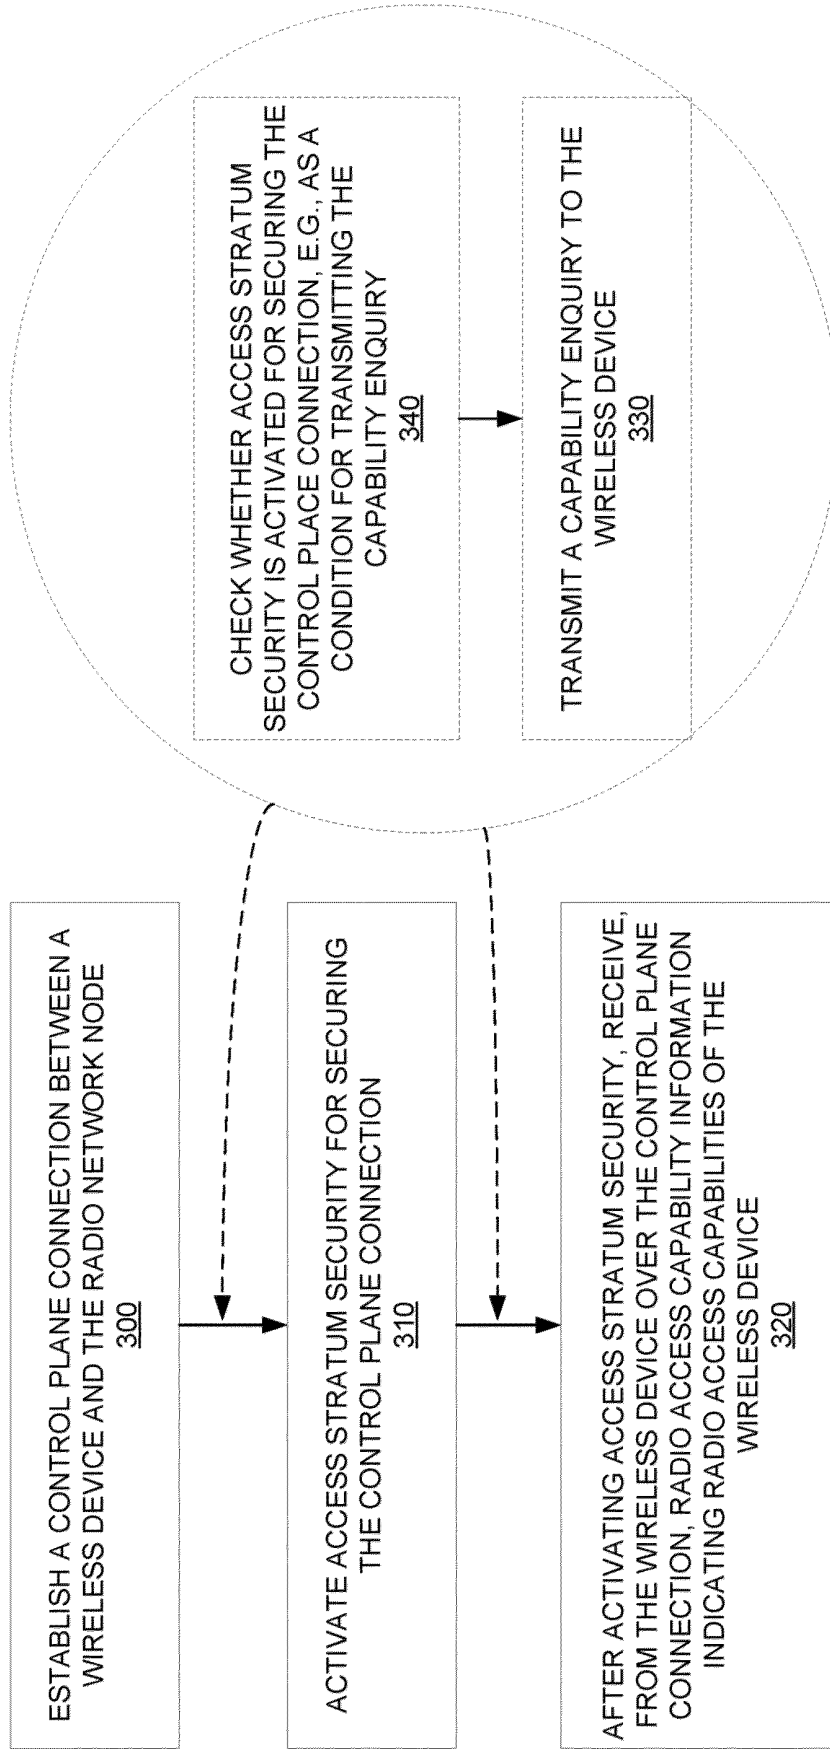 ESTABLISH A CONTROL PLANE CONNECTION BETWEEN A
WIRELESS DEVICE AND THE RADIO NETWORK NODE
300
ACTIVATE ACCESS STRATUM SECURITY FOR SECURING
THE CONTROL PLANE CONNECTION
310
AFTER ACTIVATING ACCESS STRATUM SECURITY, RECEIVE,
FROM THE WIRELESS DEVICE OVER THE CONTROL PLANE
CONNECTION, RADIO ACCESS CAPABILITY INFORMATION
INDICATING RADIO ACCESS CAPABILITIES OF THE
WIRELESS DEVICE
320
CHECK WHETHER ACCESS STRATUM
SECURITY IS ACTIVATED FOR SECURING THE
CONTROL PLACE CONNECTION, E.G., AS A
CONDITION FOR TRANSMITTING THE
CAPABILITY ENQUIRY
340
TRANSMIT A CAPABILITY ENQUIRY TO THE
WIRELESS DEVICE
330